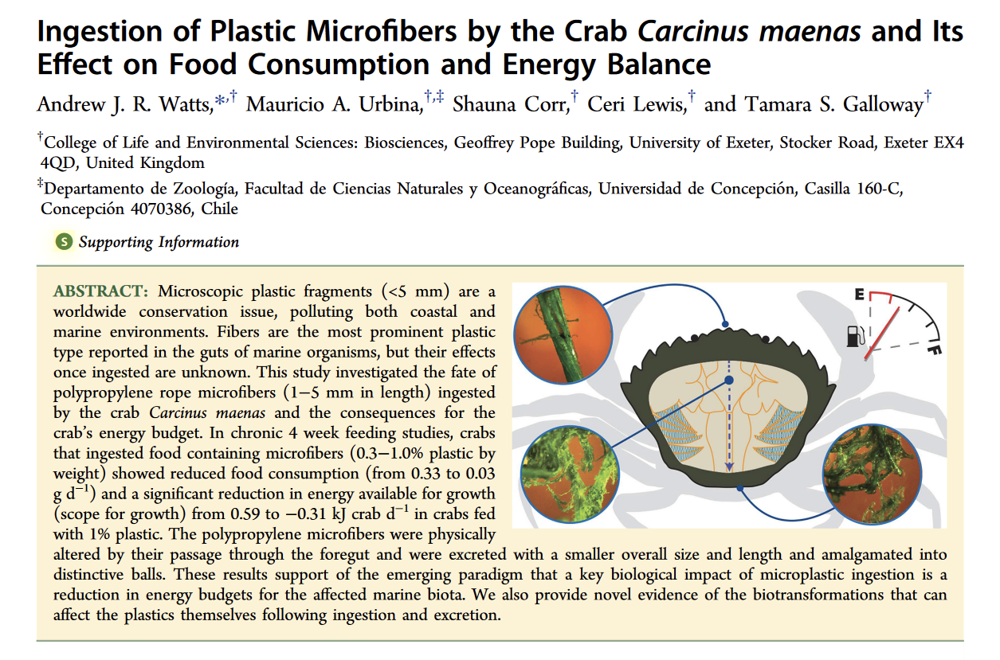 Ingestion of Plastic Microfibers by the Crab Carcinus maenas and Its
Effect on Food Consumption and Energy Balance
Andrew J. R. Watts,*,† Mauricio A. Urbina,†,‡ Shauna Corr,† Ceri Lewis,† and Tamara S. Galloway†
†College of Life and Environmental Sciences: Biosciences, Geoffrey Pope Building, University of Exeter, Stocker Road, Exeter EX4
4QD, United Kingdom
‡Departamento de Zoología, Facultad de Ciencias Naturales y Oceanográficas, Universidad de Concepción, Casilla 160-C,
Concepción 4070386, Chile
S Supporting Information
ABSTRACT: Microscopic plastic fragments (<5 mm) are a
worldwide conservation issue, polluting both coastal and
marine environments. Fibers are the most prominent plastic
type reported in the guts of marine organisms, but their effects
once ingested are unknown. This study investigated the fate of
polypropylene rope microfibers (1−5 mm in length) ingested
by the crab Carcinus maenas and the consequences for the
crab's energy budget. In chronic 4 week feeding studies, crabs
that ingested food containing microfibers (0.3−1.0% plastic by
weight) showed reduced food consumption (from 0.33 to 0.03
g d⁻¹) and a significant reduction in energy available for growth
(scope for growth) from 0.59 to −0.31 kJ crab d⁻¹ in crabs fed
with 1% plastic. The polypropylene microfibers were physically
altered by their passage through the foregut and were excreted with a smaller overall size and length and amalgamated into
distinctive balls. These results support of the emerging paradigm that a key biological impact of microplastic ingestion is a
reduction in energy budgets for the affected marine biota. We also provide novel evidence of the biotransformations that can
affect the plastics themselves following ingestion and excretion.
E
F